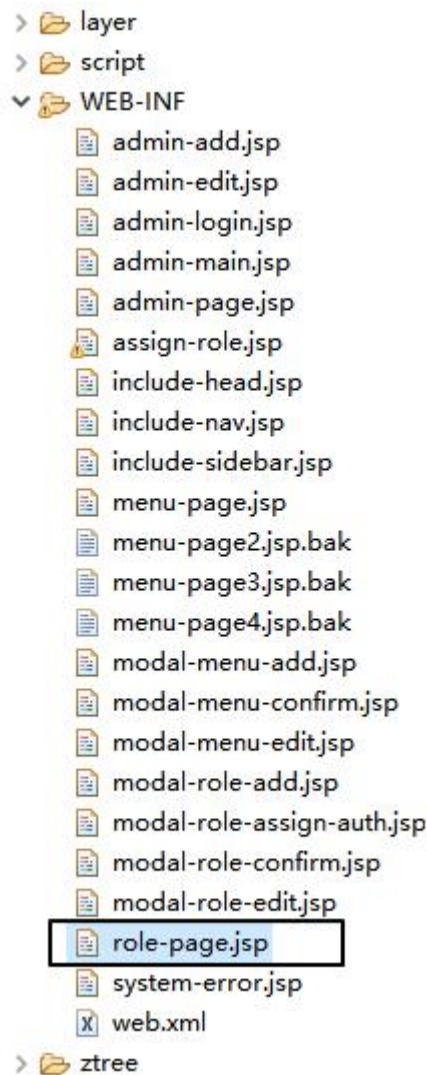 layer
script
WEB-INF
admin-add.jsp
admin-edit.jsp
admin-login.jsp
admin-main.jsp
admin-page.jsp
assign-role.jsp
include-head.jsp
include-nav.jsp
include-sidebar.jsp
menu-page.jsp
menu-page2.jsp.bak
menu-page3.jsp.bak
menu-page4.jsp.bak
modal-menu-add.jsp
modal-menu-confirm.jsp
modal-menu-edit.jsp
modal-role-add.jsp
modal-role-assign-auth.jsp
modal-role-confirm.jsp
modal-role-edit.jsp
role-page.jsp
system-error.jsp
web.xml
ztree